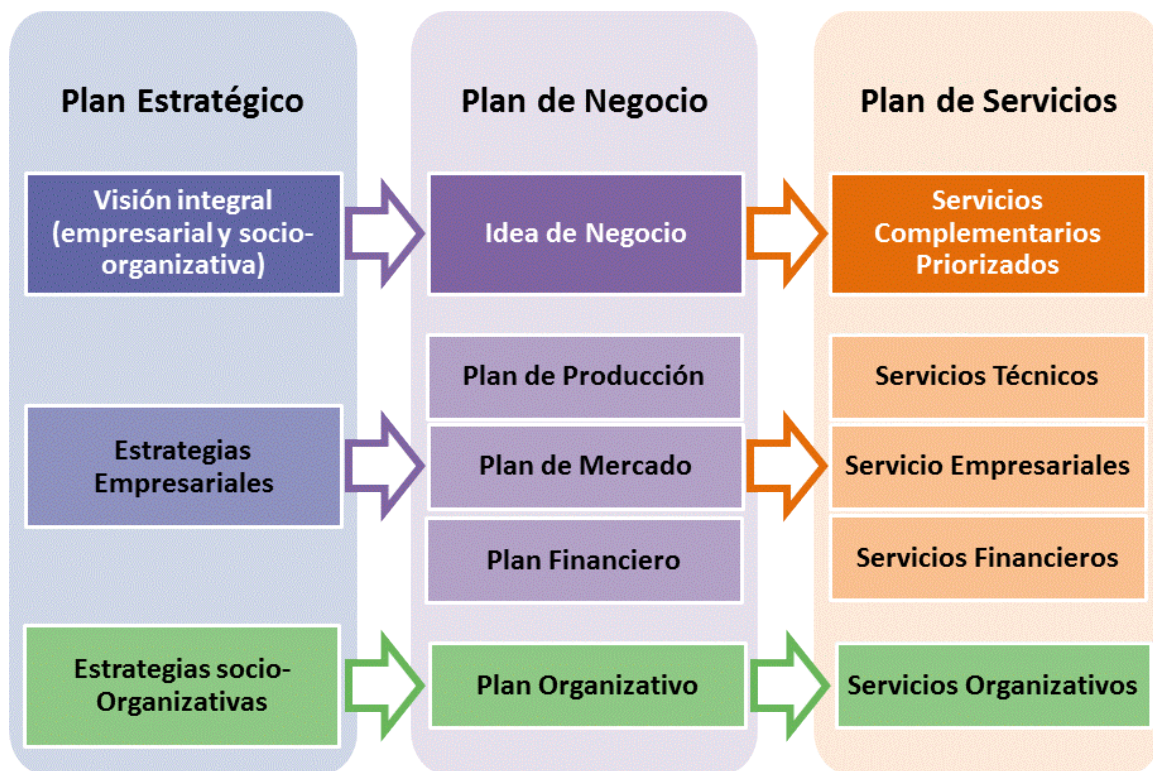 Plan Estratégico
Plan de Negocio
Plan de Servicios
Visión integral
(empresarial y socio-
organizativa)
Idea de Negocio
Servicios
Complementarios
Priorizados
Estrategias
Empresariales
Plan de Producción
Plan de Mercado
Plan Financiero
Servicios Técnicos
Servicio Empresariales
Servicios Financieros
Estrategias socio-
Organizativas
Plan Organizativo
Servicios Organizativos